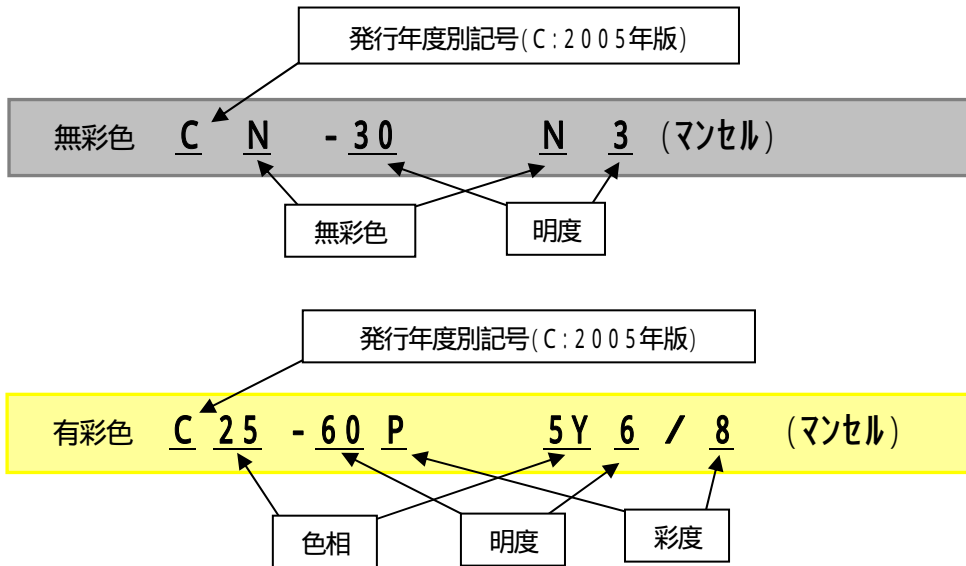 発行年度別記号(C:2005年版)
無彩色 C N -30 N 3 (マンセル)
無彩色 明度
発行年度別記号(C:2005年版)
有彩色 C 25 -60 P 5Y 6 / 8 (マンセル)
色相 明度 彩度